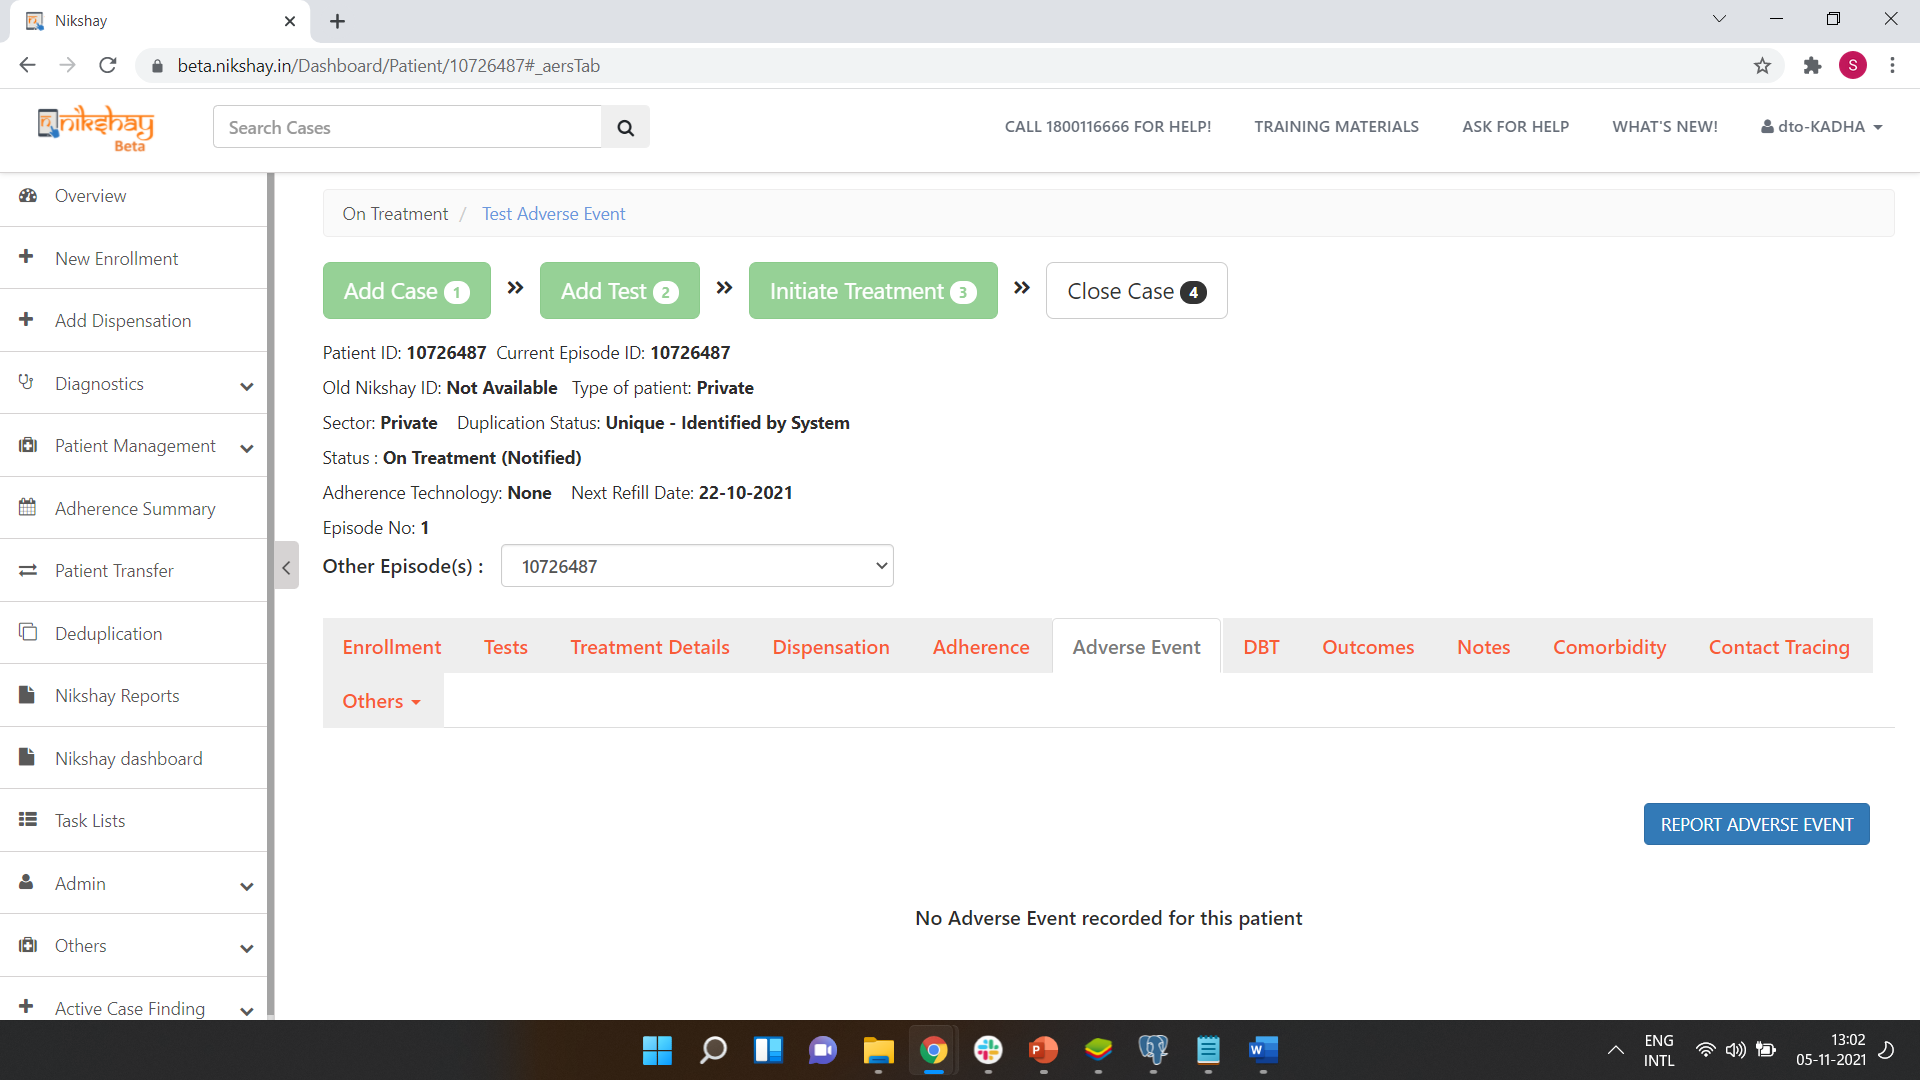 Nikshay
beta.nikshay.in/Dashboard/Patient/10726487#_aersTab
S
nikshay
Beta
Search Cases
CALL 1800116666 FOR HELP!
TRAINING MATERIALS
ASK FOR HELP
WHAT'S NEW!
dto-KADHA
Overview
New Enrollment
Add Dispensation
Diagnostics
Patient Management
Adherence Summary
Patient Transfer
Deduplication
Nikshay Reports
Nikshay dashboard
Task Lists
Admin
Others
Active Case Finding
On Treatment / Test Adverse Event
Add Case 1 » Add Test 2 » Initiate Treatment 3 » Close Case 4
Patient ID: 10726487 Current Episode ID: 10726487
Old Nikshay ID: Not Available Type of patient: Private
Sector: Private Duplication Status: Unique - Identified by System
Status : On Treatment (Notified)
Adherence Technology: None Next Refill Date: 22-10-2021
Episode No: 1
Other Episode(s) : 10726487
Enrollment Tests Treatment Details Dispensation Adherence Adverse Event DBT Outcomes Notes Comorbidity Contact Tracing
Others
REPORT ADVERSE EVENT
No Adverse Event recorded for this patient
ENG
INTL
13:02
05-11-2021